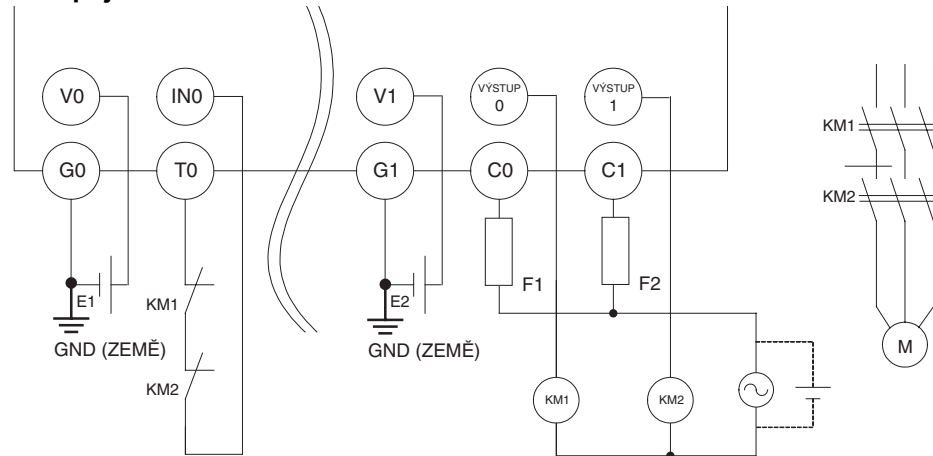 V0
IN0
V1
VÝSTUP
0
VÝSTUP
1
KM1
G0
T0
G1
C0
C1
KM2
E1
KM1
E2
F1
F2
GND (ZEMĚ)
GND (ZEMĚ)
M
KM2
KM1
KM2